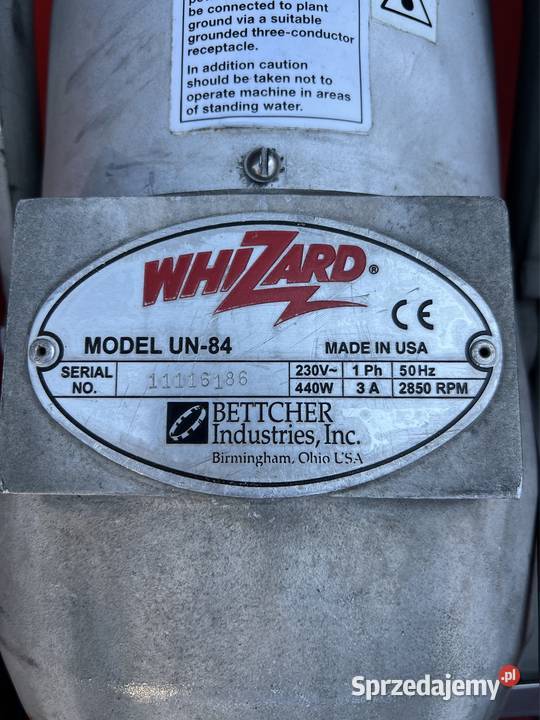 be connected to plant
ground via a suitable
grounded three-conductor
receptacle.
In addition caution
should be taken not to
operate machine in areas
of standing water.
WHIZARD®
CE
MODEL UN-84 MADE IN USA
SERIAL NO. 11116186 230V~ 1 Ph 50Hz
440W 3 A 2850 RPM
BETTCHER
Industries, Inc.
Birmingham, Ohio USA
Sprzedajemy.pl